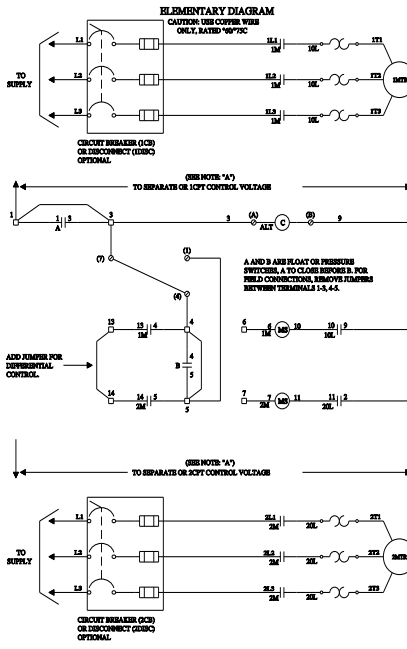 ELEMENTARY DIAGRAM
CAUTION: USE COPPER WIRE
ONLY, RATED *60/*75C
L1
1L1
1M
10L
1T1
TO
SUPPLY
L2
1L2
1M
10L
1T2
1MTR
L3
1L3
1M
10L
1T3
CIRCUIT BREAKER (1CB)
OR DISCONNECT (1DISC)
OPTIONAL
(SEE NOTE: "A")
TO SEPARATE OR 1CPT CONTROL VOLTAGE
1
1 3
A
3
3
(A)
ALT
C
(B)
9
(7)
(1)
(4)
A AND B ARE FLOAT OR PRESSURE
SWITCHES, A TO CLOSE BEFORE B. FOR
FIELD CONNECTIONS, REMOVE JUMPERS
BETWEEN TERMINALS 1-3, 4-5.
13
13 4
1M
4
6
6
1M
MS
10
10 9
10L
ADD JUMPER FOR
DIFFERENTIAL
CONTROL.
4
B
5
14
14 5
2M
5
7
7
2M
MS
11
11 2
20L
(SEE NOTE: "A")
TO SEPARATE OR 2CPT CONTROL VOLTAGE
L1
2L1
2M
20L
2T1
TO
SUPPLY
L2
2L2
2M
20L
2T2
2MTR
L3
2L3
2M
20L
2T3
CIRCUIT BREAKER (2CB)
OR DISCONNECT (2DISC)
OPTIONAL